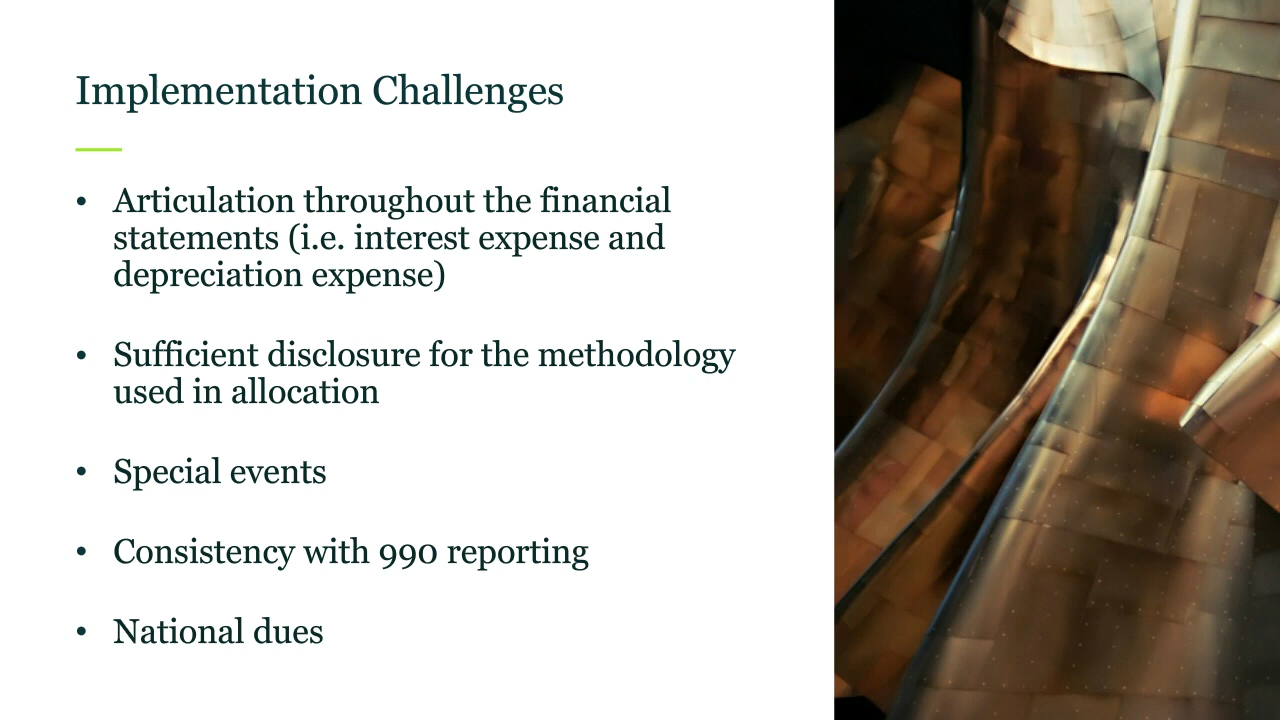 Implementation Challenges
• Articulation throughout the financial
statements (i.e. interest expense and
depreciation expense)
• Sufficient disclosure for the methodology
used in allocation
• Special events
• Consistency with 990 reporting
• National dues